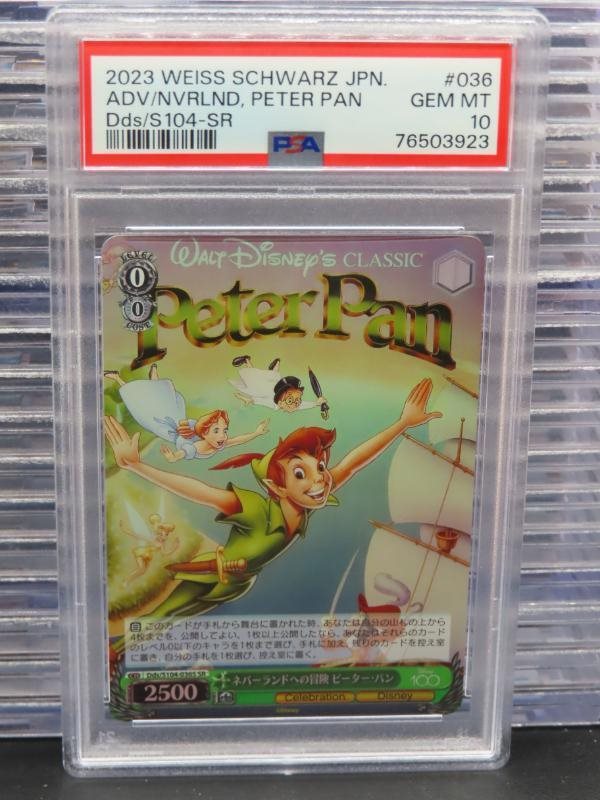 2023 WEISS SCHWARZ JPN. #036
ADV/NVRLND, PETER PAN GEM MT
Dds/S104-SR 10
PSA 76503923
WALT DISNEY'S CLASSIC
Peter Pan
LEVEL
0
0
COST
このカードが手札から舞台に置かれた時、あなたは自分の山札の上から
4枚までを、公開してよい。1枚以上公開したなら、あなたはそれらのカード
のレベル0以下のキャラを1枚まで選び、手札に加え、残りのカードを控え室
に置き、自分の手札を1枚選び、控え室に置く。
Dds/S104-036S SR
2500
ネバーランドへの冒険 ピーター・パン
100
Celebration Disney
©Disney